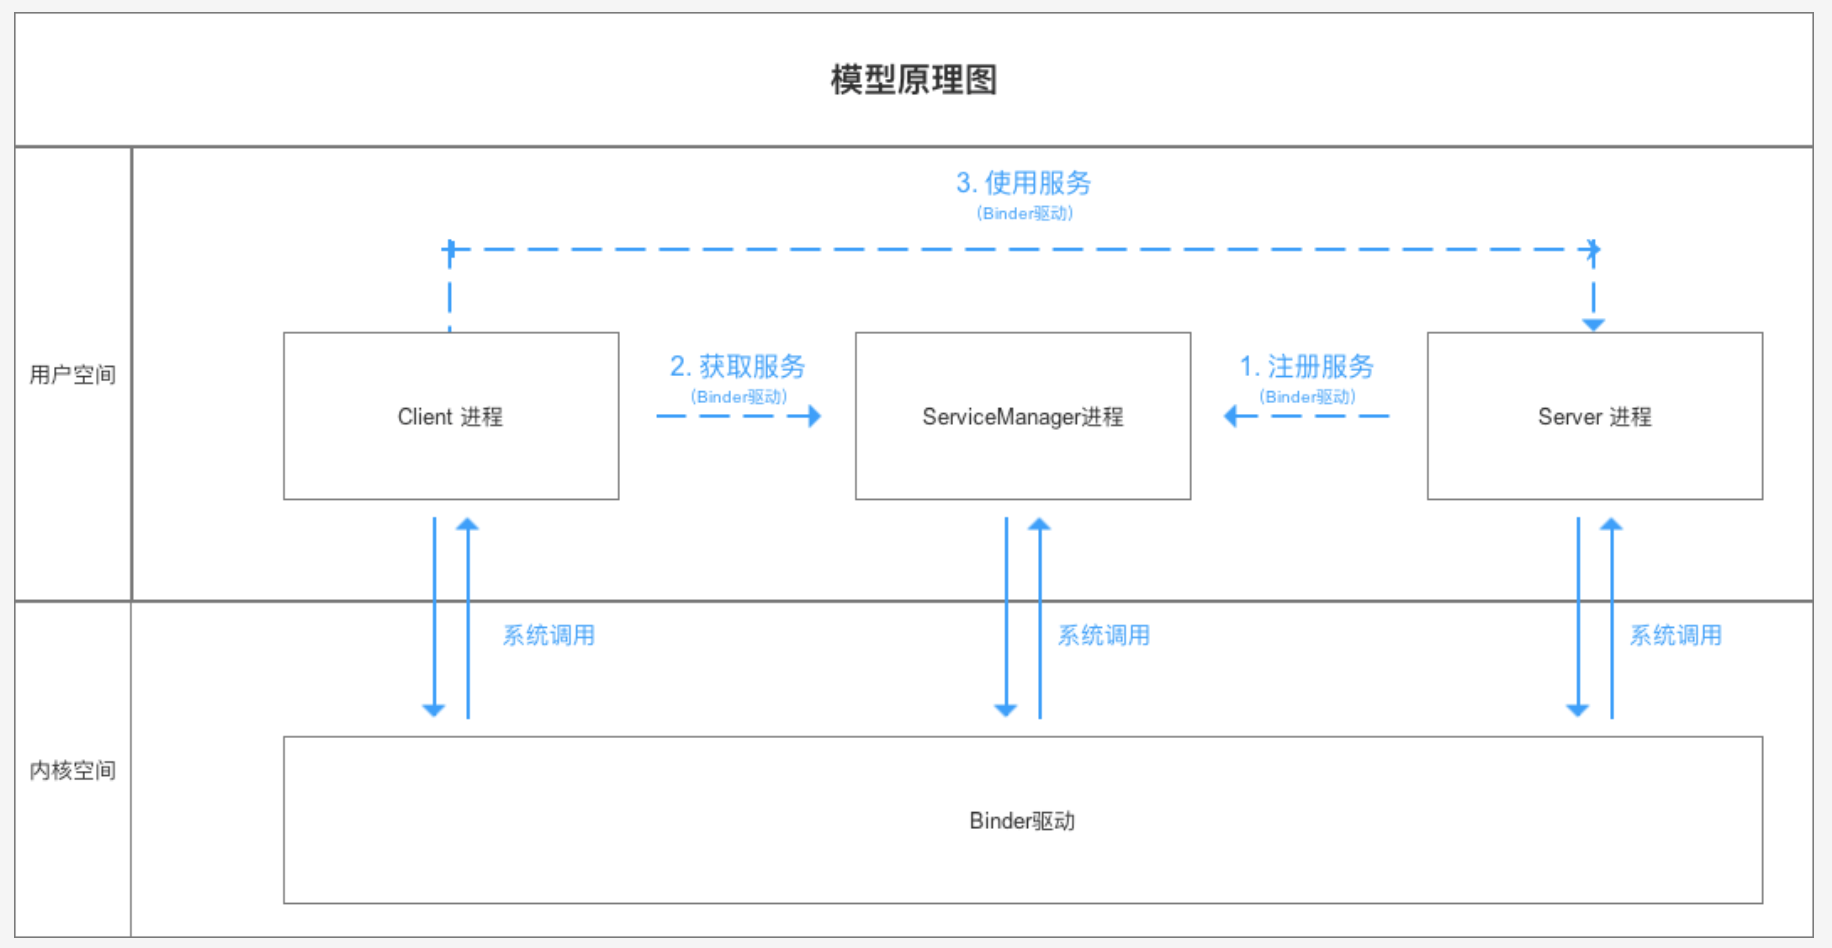 模型原理图
3. 使用服务
(Binder驱动)
用户空间
2. 获取服务
(Binder驱动)
1. 注册服务
(Binder驱动)
Client 进程
ServiceManager进程
Server 进程
系统调用
系统调用
系统调用
内核空间
Binder驱动